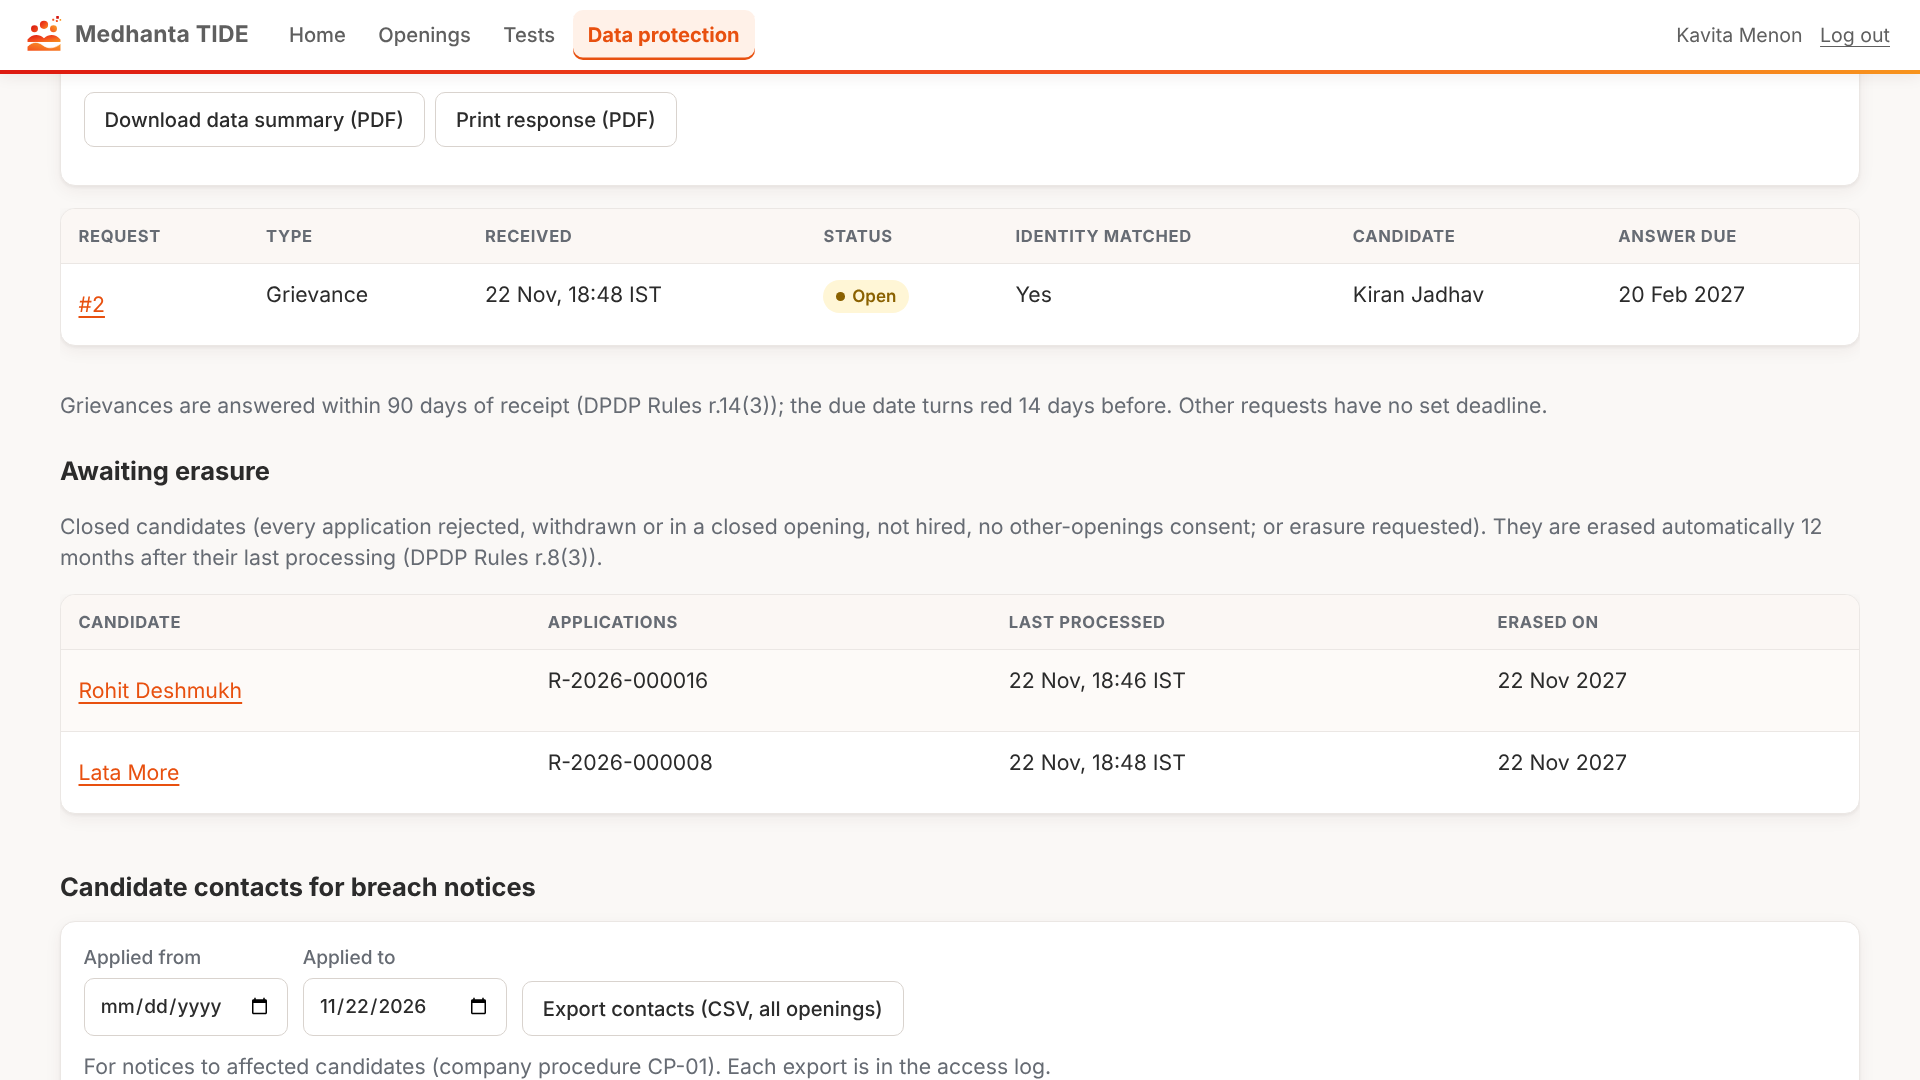 Medhanta TIDE Home Openings Tests Data protection Kavita Menon Log out
Download data summary (PDF) Print response (PDF)
REQUEST TYPE RECEIVED STATUS IDENTITY MATCHED CANDIDATE ANSWER DUE
#2 Grievance 22 Nov, 18:48 IST Open Yes Kiran Jadhav 20 Feb 2027
Grievances are answered within 90 days of receipt (DPDP Rules r.14(3)); the due date turns red 14 days before. Other requests have no set deadline.
Awaiting erasure
Closed candidates (every application rejected, withdrawn or in a closed opening, not hired, no other-openings consent; or erasure requested). They are erased automatically 12
months after their last processing (DPDP Rules r.8(3)).
CANDIDATE APPLICATIONS LAST PROCESSED ERASED ON
Rohit Deshmukh R-2026-000016 22 Nov, 18:46 IST 22 Nov 2027
Lata More R-2026-000008 22 Nov, 18:48 IST 22 Nov 2027
Candidate contacts for breach notices
Applied from Applied to
mm/dd/yyyy 11/22/2026 Export contacts (CSV, all openings)
For notices to affected candidates (company procedure CP-01). Each export is in the access log.